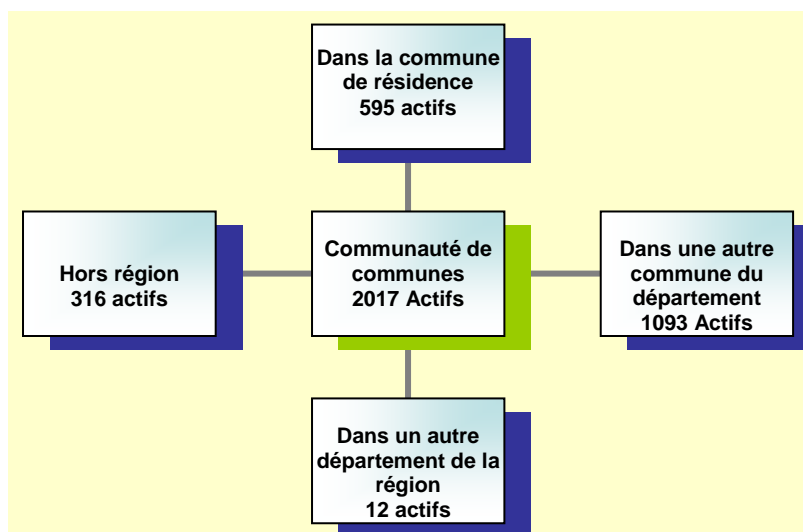 Dans la commune
de résidence
595 actifs
Hors région
316 actifs
Communauté de
communes
2017 Actifs
Dans une autre
commune du
département
1093 Actifs
Dans un autre
département de la
région
12 actifs